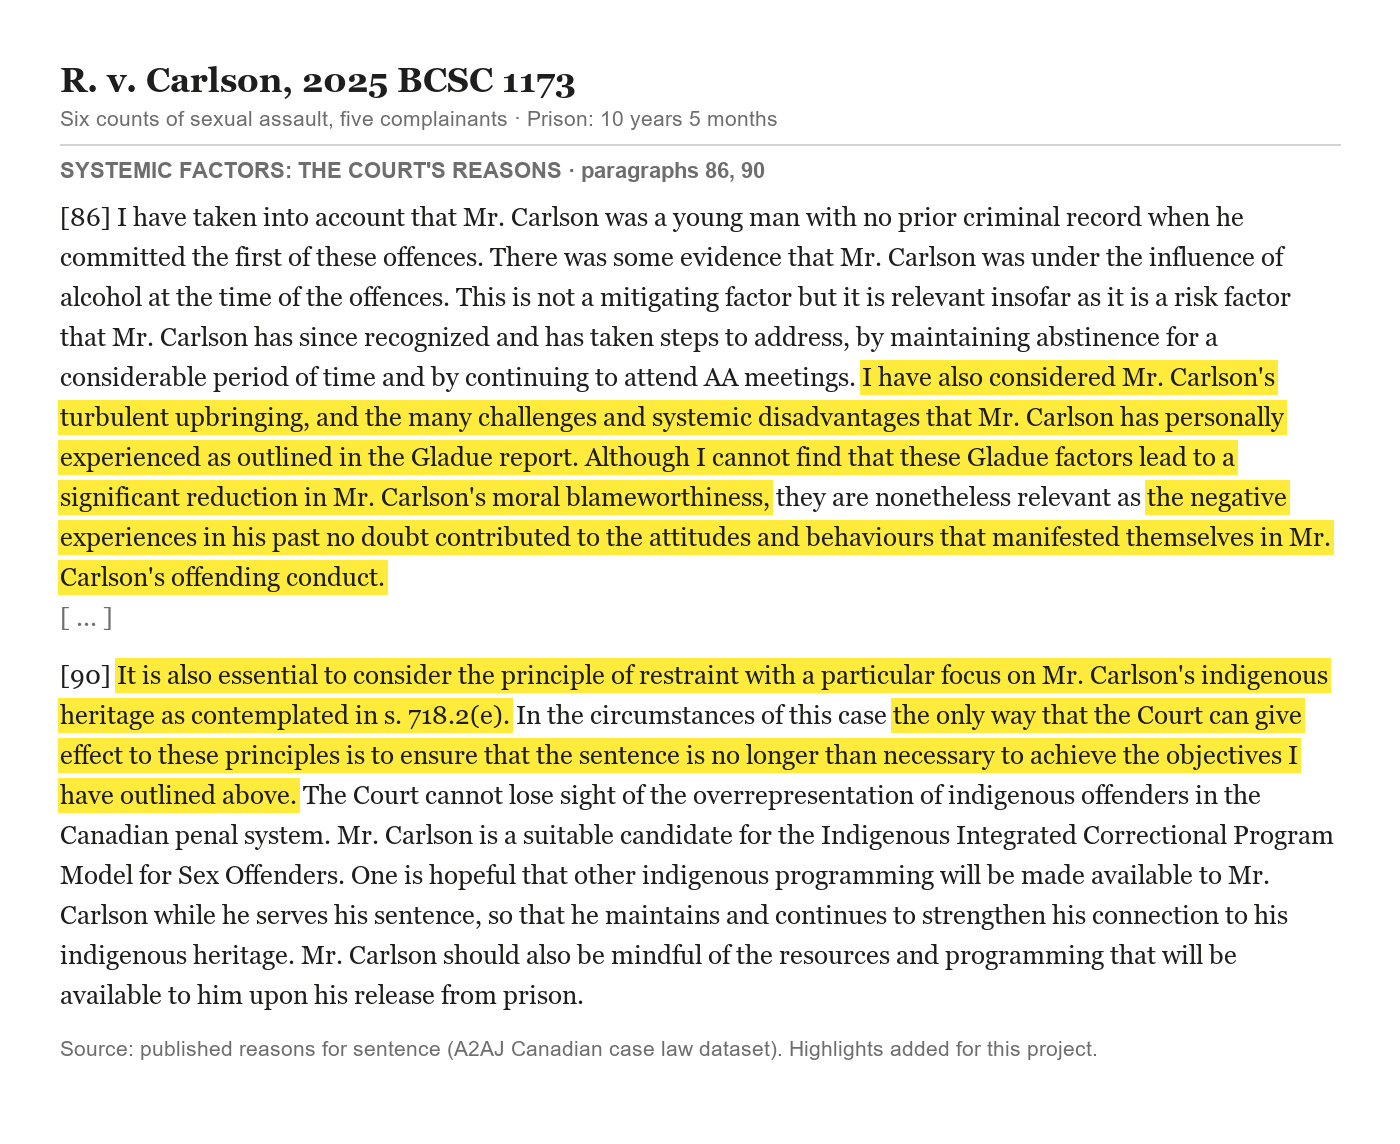 R. v. Carlson, 2025 BCSC 1173
Six counts of sexual assault, five complainants · Prison: 10 years 5 months
SYSTEMIC FACTORS: THE COURT'S REASONS · paragraphs 86, 90
[86] I have taken into account that Mr. Carlson was a young man with no prior criminal record when he
committed the first of these offences. There was some evidence that Mr. Carlson was under the influence of
alcohol at the time of the offences. This is not a mitigating factor but it is relevant insofar as it is a risk factor
that Mr. Carlson has since recognized and has taken steps to address, by maintaining abstinence for a
considerable period of time and by continuing to attend AA meetings. I have also considered Mr. Carlson's
turbulent upbringing, and the many challenges and systemic disadvantages that Mr. Carlson has personally
experienced as outlined in the Gladue report. Although I cannot find that these Gladue factors lead to a
significant reduction in Mr. Carlson's moral blameworthiness, they are nonetheless relevant as the negative
experiences in his past no doubt contributed to the attitudes and behaviours that manifested themselves in Mr.
Carlson's offending conduct.
[ ... ]
[90] It is also essential to consider the principle of restraint with a particular focus on Mr. Carlson's indigenous
heritage as contemplated in s. 718.2(e). In the circumstances of this case the only way that the Court can give
effect to these principles is to ensure that the sentence is no longer than necessary to achieve the objectives I
have outlined above. The Court cannot lose sight of the overrepresentation of indigenous offenders in the
Canadian penal system. Mr. Carlson is a suitable candidate for the Indigenous Integrated Correctional Program
Model for Sex Offenders. One is hopeful that other indigenous programming will be made available to Mr.
Carlson while he serves his sentence, so that he maintains and continues to strengthen his connection to his
indigenous heritage. Mr. Carlson should also be mindful of the resources and programming that will be
available to him upon his release from prison.
Source: published reasons for sentence (A2AJ Canadian case law dataset). Highlights added for this project.